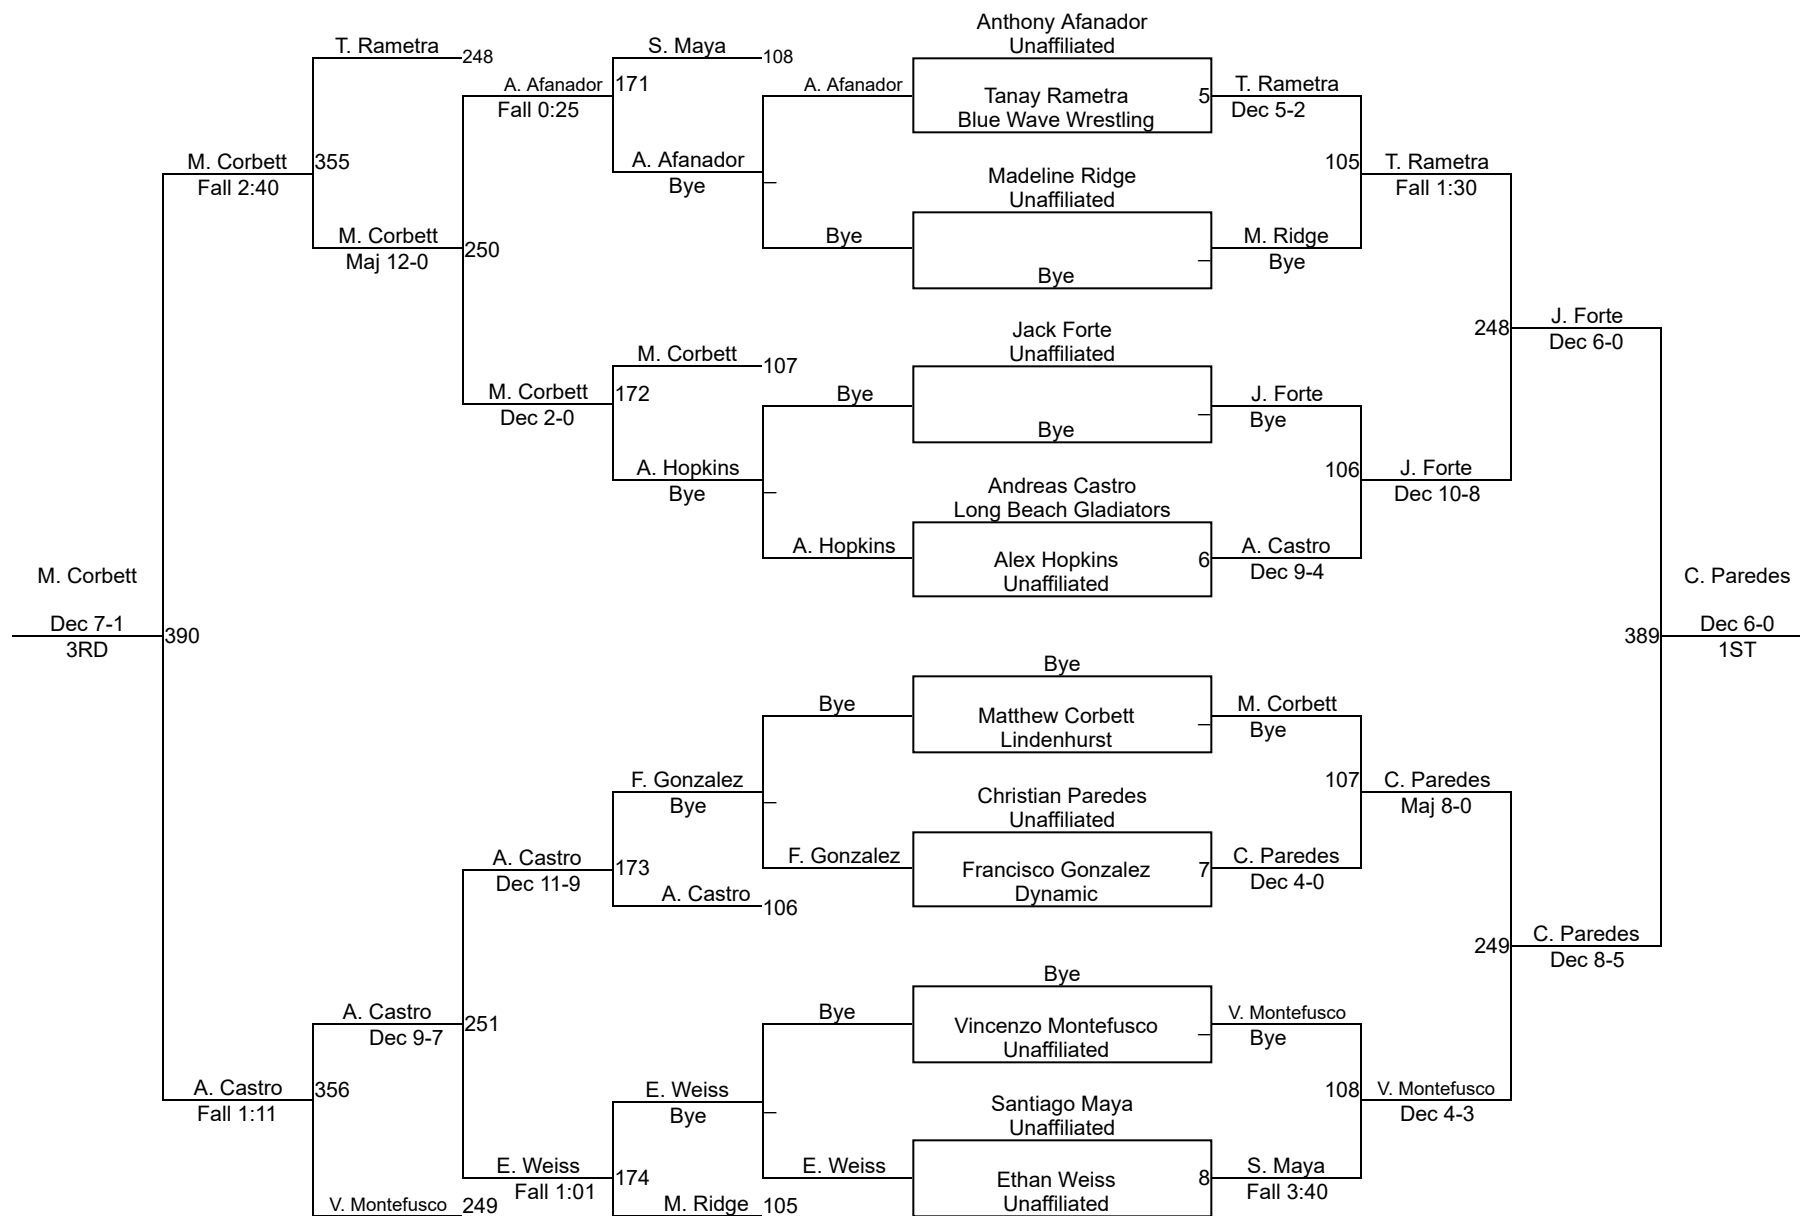 Anthony Afanador
Unaffiliated
T. Rametra
248
S. Maya
108
A. Afanador
171
Fall 0:25
A. Afanador
Tanay Rametra
Blue Wave Wrestling
5
T. Rametra
Dec 5-2
M. Corbett
Fall 2:40
355
A. Afanador
Bye
_
Madeline Ridge
Unaffiliated
105
T. Rametra
Fall 1:30
M. Corbett
Maj 12-0
250
Bye
Bye
_
M. Ridge
Bye
Jack Forte
Unaffiliated
248
J. Forte
Dec 6-0
M. Corbett
107
M. Corbett
Dec 2-0
172
Bye
Bye
_
J. Forte
Bye
A. Hopkins
Bye
_
Andreas Castro
Long Beach Gladiators
106
J. Forte
Dec 10-8
A. Hopkins
Alex Hopkins
Unaffiliated
6
A. Castro
Dec 9-4
M. Corbett
Dec 7-1
3RD
390
C. Paredes
389
Dec 6-0
1ST
Bye
Bye
Matthew Corbett
Lindenhurst
_
M. Corbett
Bye
F. Gonzalez
Bye
_
Christian Paredes
Unaffiliated
107
C. Paredes
Maj 8-0
A. Castro
Dec 11-9
173
A. Castro
106
F. Gonzalez
Francisco Gonzalez
Dynamic
7
C. Paredes
Dec 4-0
249
C. Paredes
Dec 8-5
Bye
A. Castro
Dec 9-7
251
Bye
Vincenzo Montefusco
Unaffiliated
_
V. Montefusco
Bye
A. Castro
Fall 1:11
356
E. Weiss
Bye
_
Santiago Maya
Unaffiliated
108
V. Montefusco
Dec 4-3
E. Weiss
Fall 1:01
174
E. Weiss
Ethan Weiss
Unaffiliated
8
S. Maya
Fall 3:40
V. Montefusco
249
M. Ridge
105